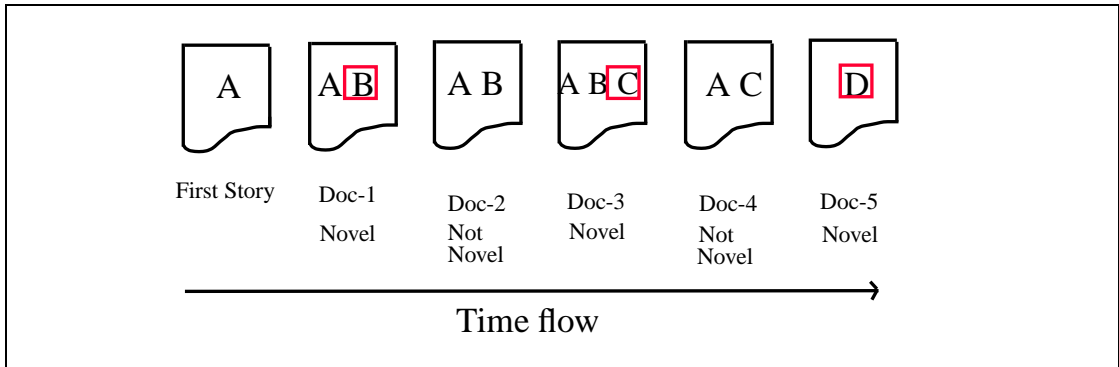 A
A B
A B
A B C
A C
D
First Story
Doc-1
Novel
Doc-2
Not
Novel
Doc-3
Novel
Doc-4
Not
Novel
Doc-5
Novel
Time flow